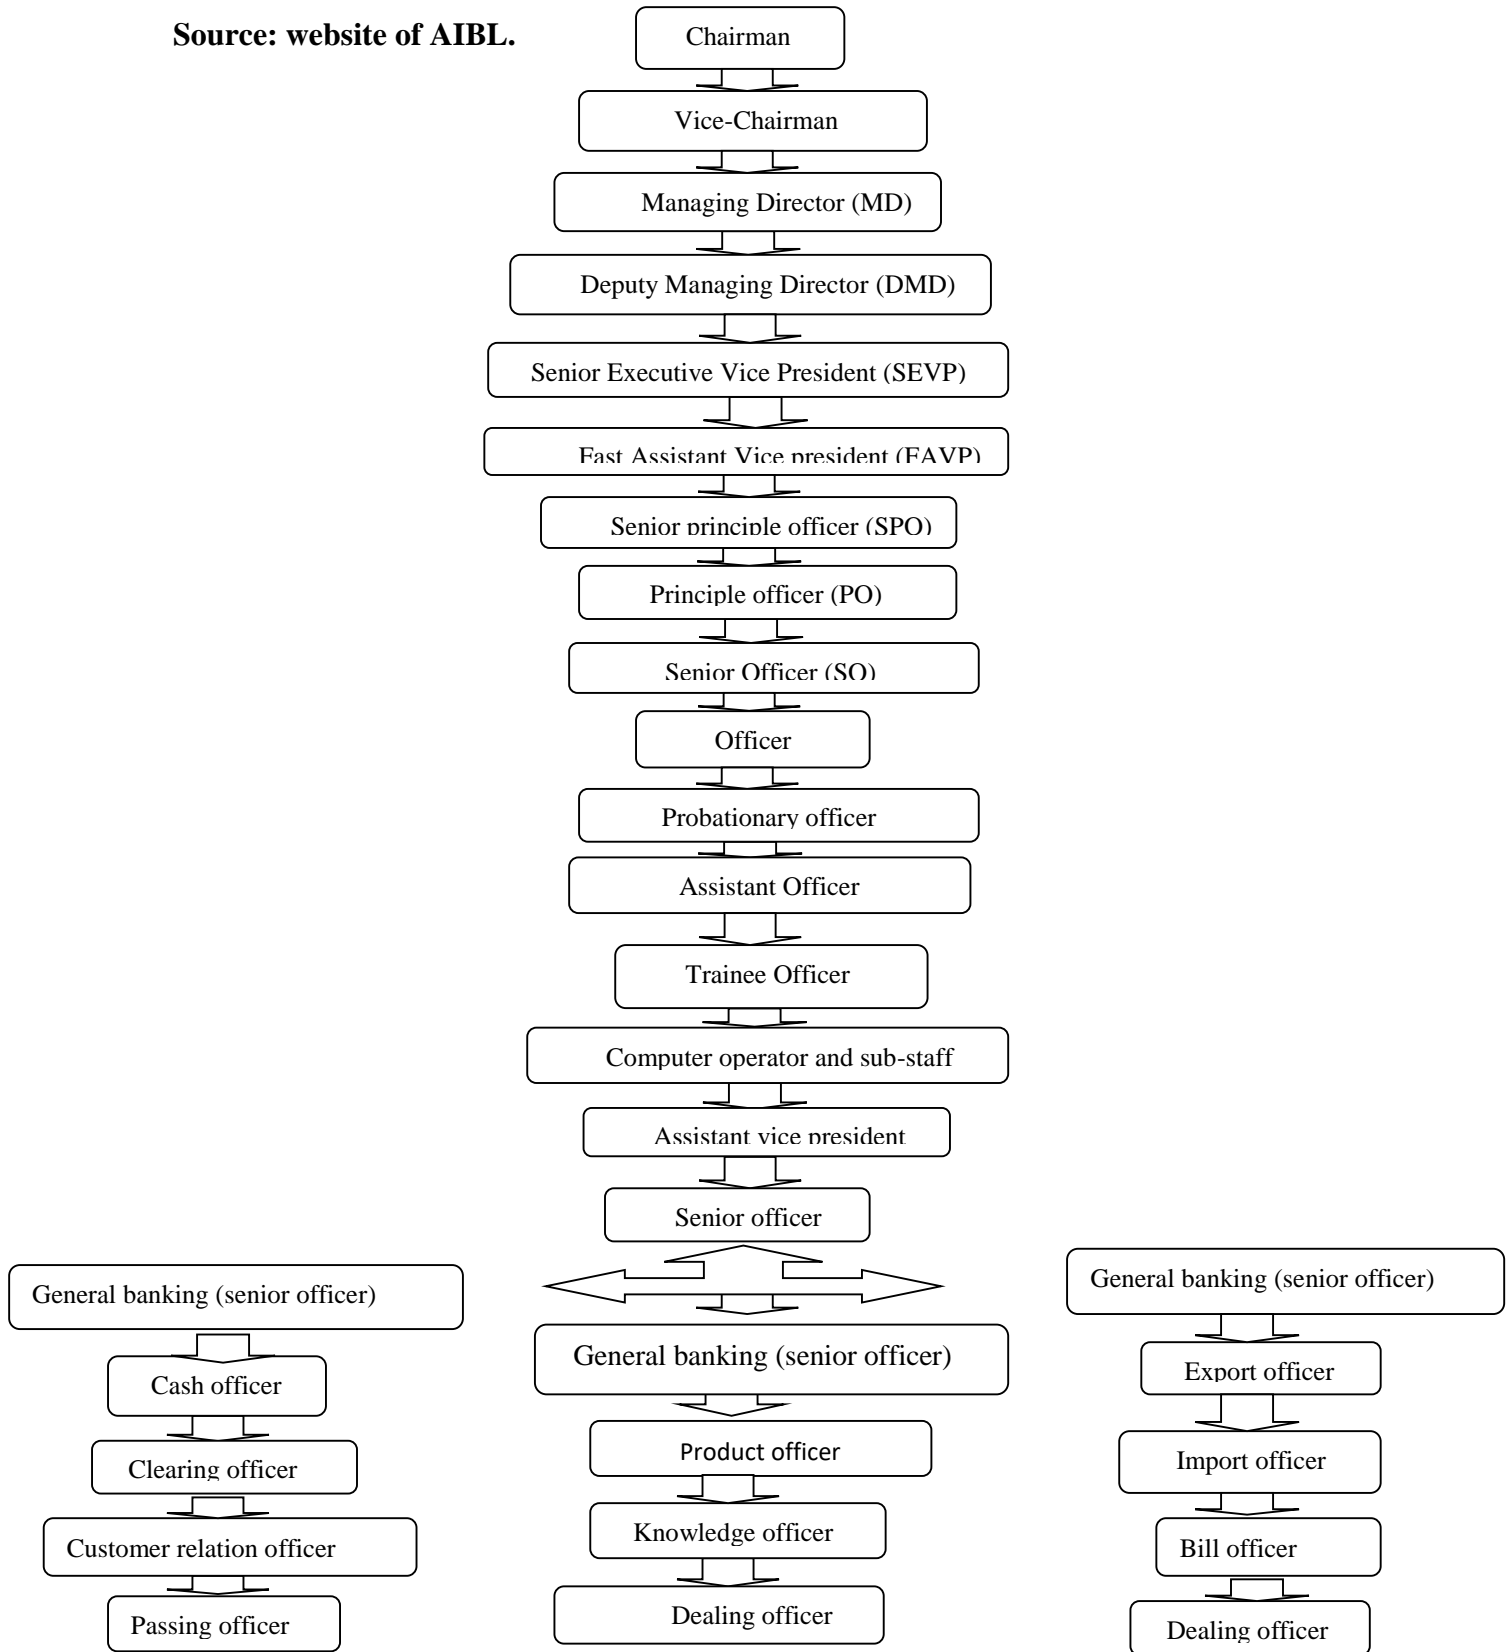 Source: website of AIBL.
Chairman
Vice-Chairman
Managing Director (MD)
Deputy Managing Director (DMD)
Senior Executive Vice President (SEVP)
Fast Assistant Vice president (FAVP)
Senior principle officer (SPO)
Principle officer (PO)
Senior Officer (SO)
Officer
Probationary officer
Assistant Officer
Trainee Officer
Computer operator and sub-staff
Assistant vice president
Senior officer
General banking (senior officer)
Cash officer
Clearing officer
Customer relation officer
Passing officer
General banking (senior officer)
Product officer
Knowledge officer
Dealing officer
General banking (senior officer)
Export officer
Import officer
Bill officer
Dealing officer